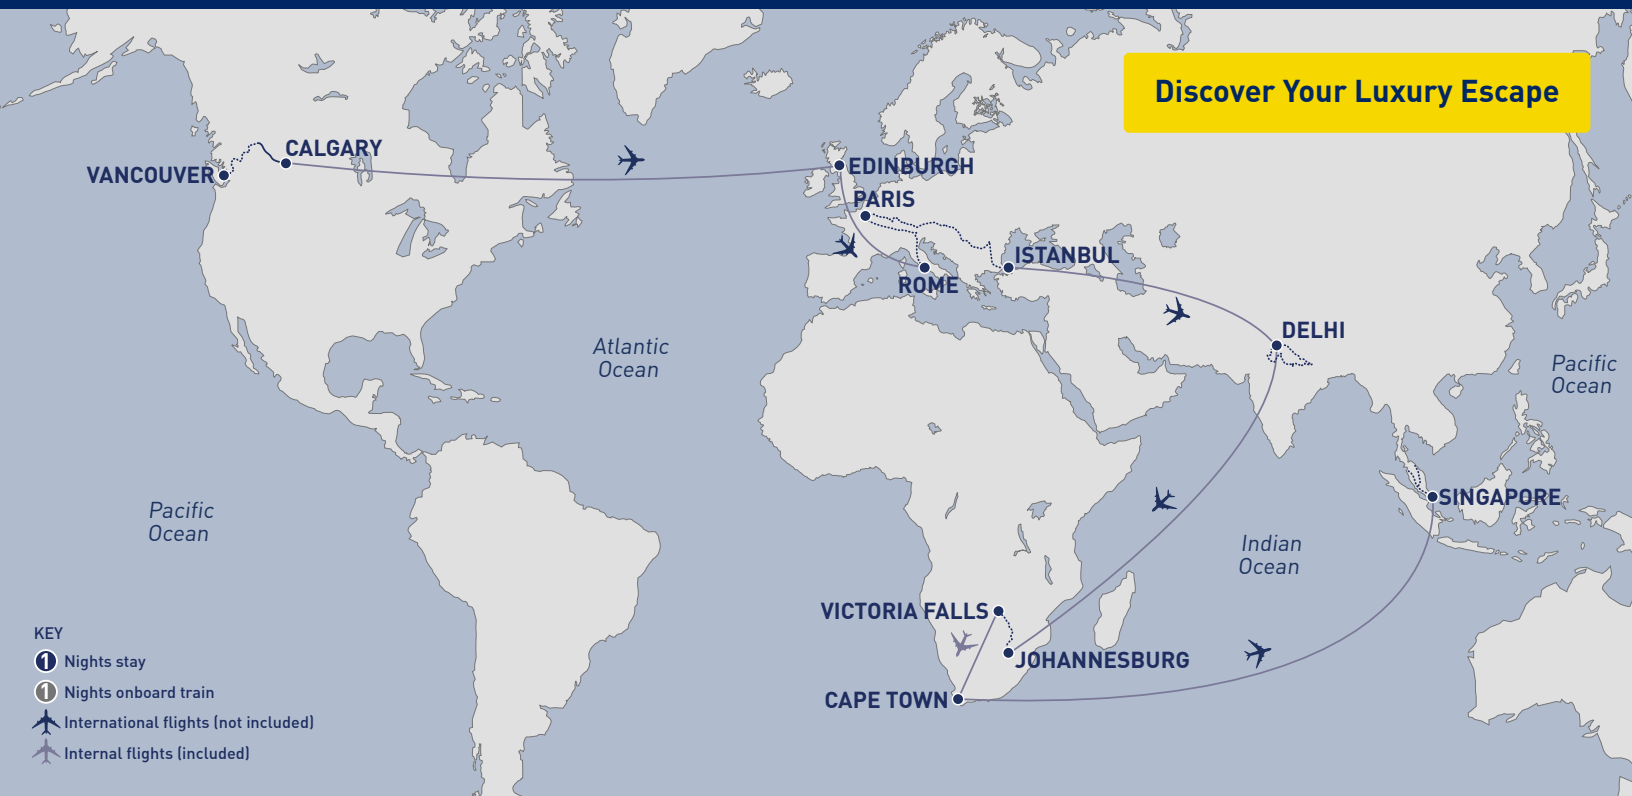 Discover Your Luxury Escape
CALGARY
VANCOUVER
EDINBURGH
PARIS
ISTANBUL
ROME
DELHI
Atlantic
Ocean
Pacific
Ocean
SINGAPORE
Pacific
Ocean
Indian
Ocean
VICTORIA FALLS
JOHANNESBURG
CAPE TOWN
KEY
1 Nights stay
1 Nights onboard train
International flights (not included)
Internal flights (included)